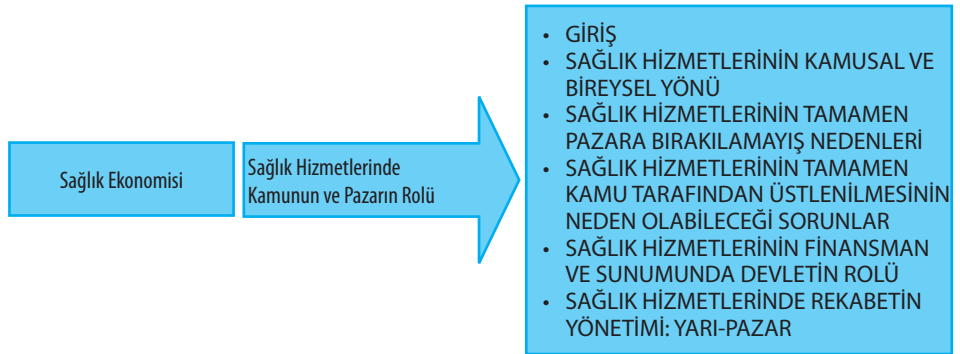 Sağlık Ekonomisi
Sağlık Hizmetlerinde
Kamunun ve Pazarın Rolü
• GİRİŞ
• SAĞLIK HİZMETLERİNİN KAMUSAL VE
BİREYSEL YÖNÜ
• SAĞLIK HİZMETLERİNİN TAMAMEN
PAZARA BIRAKILAMAYIŞ NEDENLERİ
• SAĞLIK HİZMETLERİNİN TAMAMEN
KAMU TARAFINDAN ÜSTLENİLMESİNİN
NEDEN OLABİLECEĞİ SORUNLAR
• SAĞLIK HİZMETLERİNİN FİNANSMAN
VE SUNUMUNDA DEVLETİN ROLÜ
• SAĞLIK HİZMETLERİNDE REKABETİN
YÖNETİMİ: YARI-PAZAR